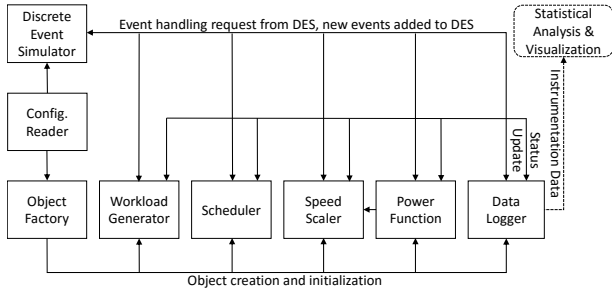 Discrete
Event
Simulator
Event handling request from DES, new events added to DES
Statistical
Analysis &
Visualization
Config.
Reader
Status
Update
Instrumentation Data
Object
Factory
Workload
Generator
Scheduler
Speed
Scaler
Power
Function
Data
Logger
Object creation and initialization